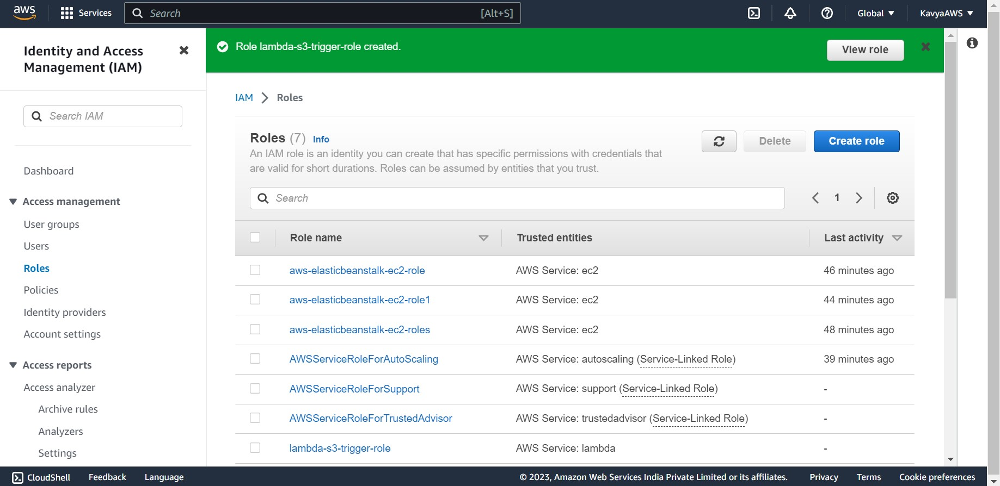 aws
Services
Search
[Alt+S]
Global
KavyaAWS
Identity and Access
Management (IAM)
Search IAM
Dashboard
Access management
User groups
Users
Roles
Policies
Identity providers
Account settings
Access reports
Access analyzer
Archive rules
Analyzers
Settings
Role lambda-s3-trigger-role created.
View role
IAM > Roles
Roles (7) Info
An IAM role is an identity you can create that has specific permissions with credentials that
are valid for short durations. Roles can be assumed by entities that you trust.
Delete
Create role
Search
1
Role name Trusted entities Last activity
aws-elasticbeanstalk-ec2-role AWS Service: ec2 46 minutes ago
aws-elasticbeanstalk-ec2-role1 AWS Service: ec2 44 minutes ago
aws-elasticbeanstalk-ec2-roles AWS Service: ec2 48 minutes ago
AWSServiceRoleForAutoScaling AWS Service: autoscaling (Service-Linked Role) 39 minutes ago
AWSServiceRoleForSupport AWS Service: support (Service-Linked Role) -
AWSServiceRoleForTrustedAdvisor AWS Service: trustedadvisor (Service-Linked Role) -
lambda-s3-trigger-role AWS Service: lambda -
CloudShell Feedback Language © 2023, Amazon Web Services India Private Limited or its affiliates. Privacy Terms Cookie preferences